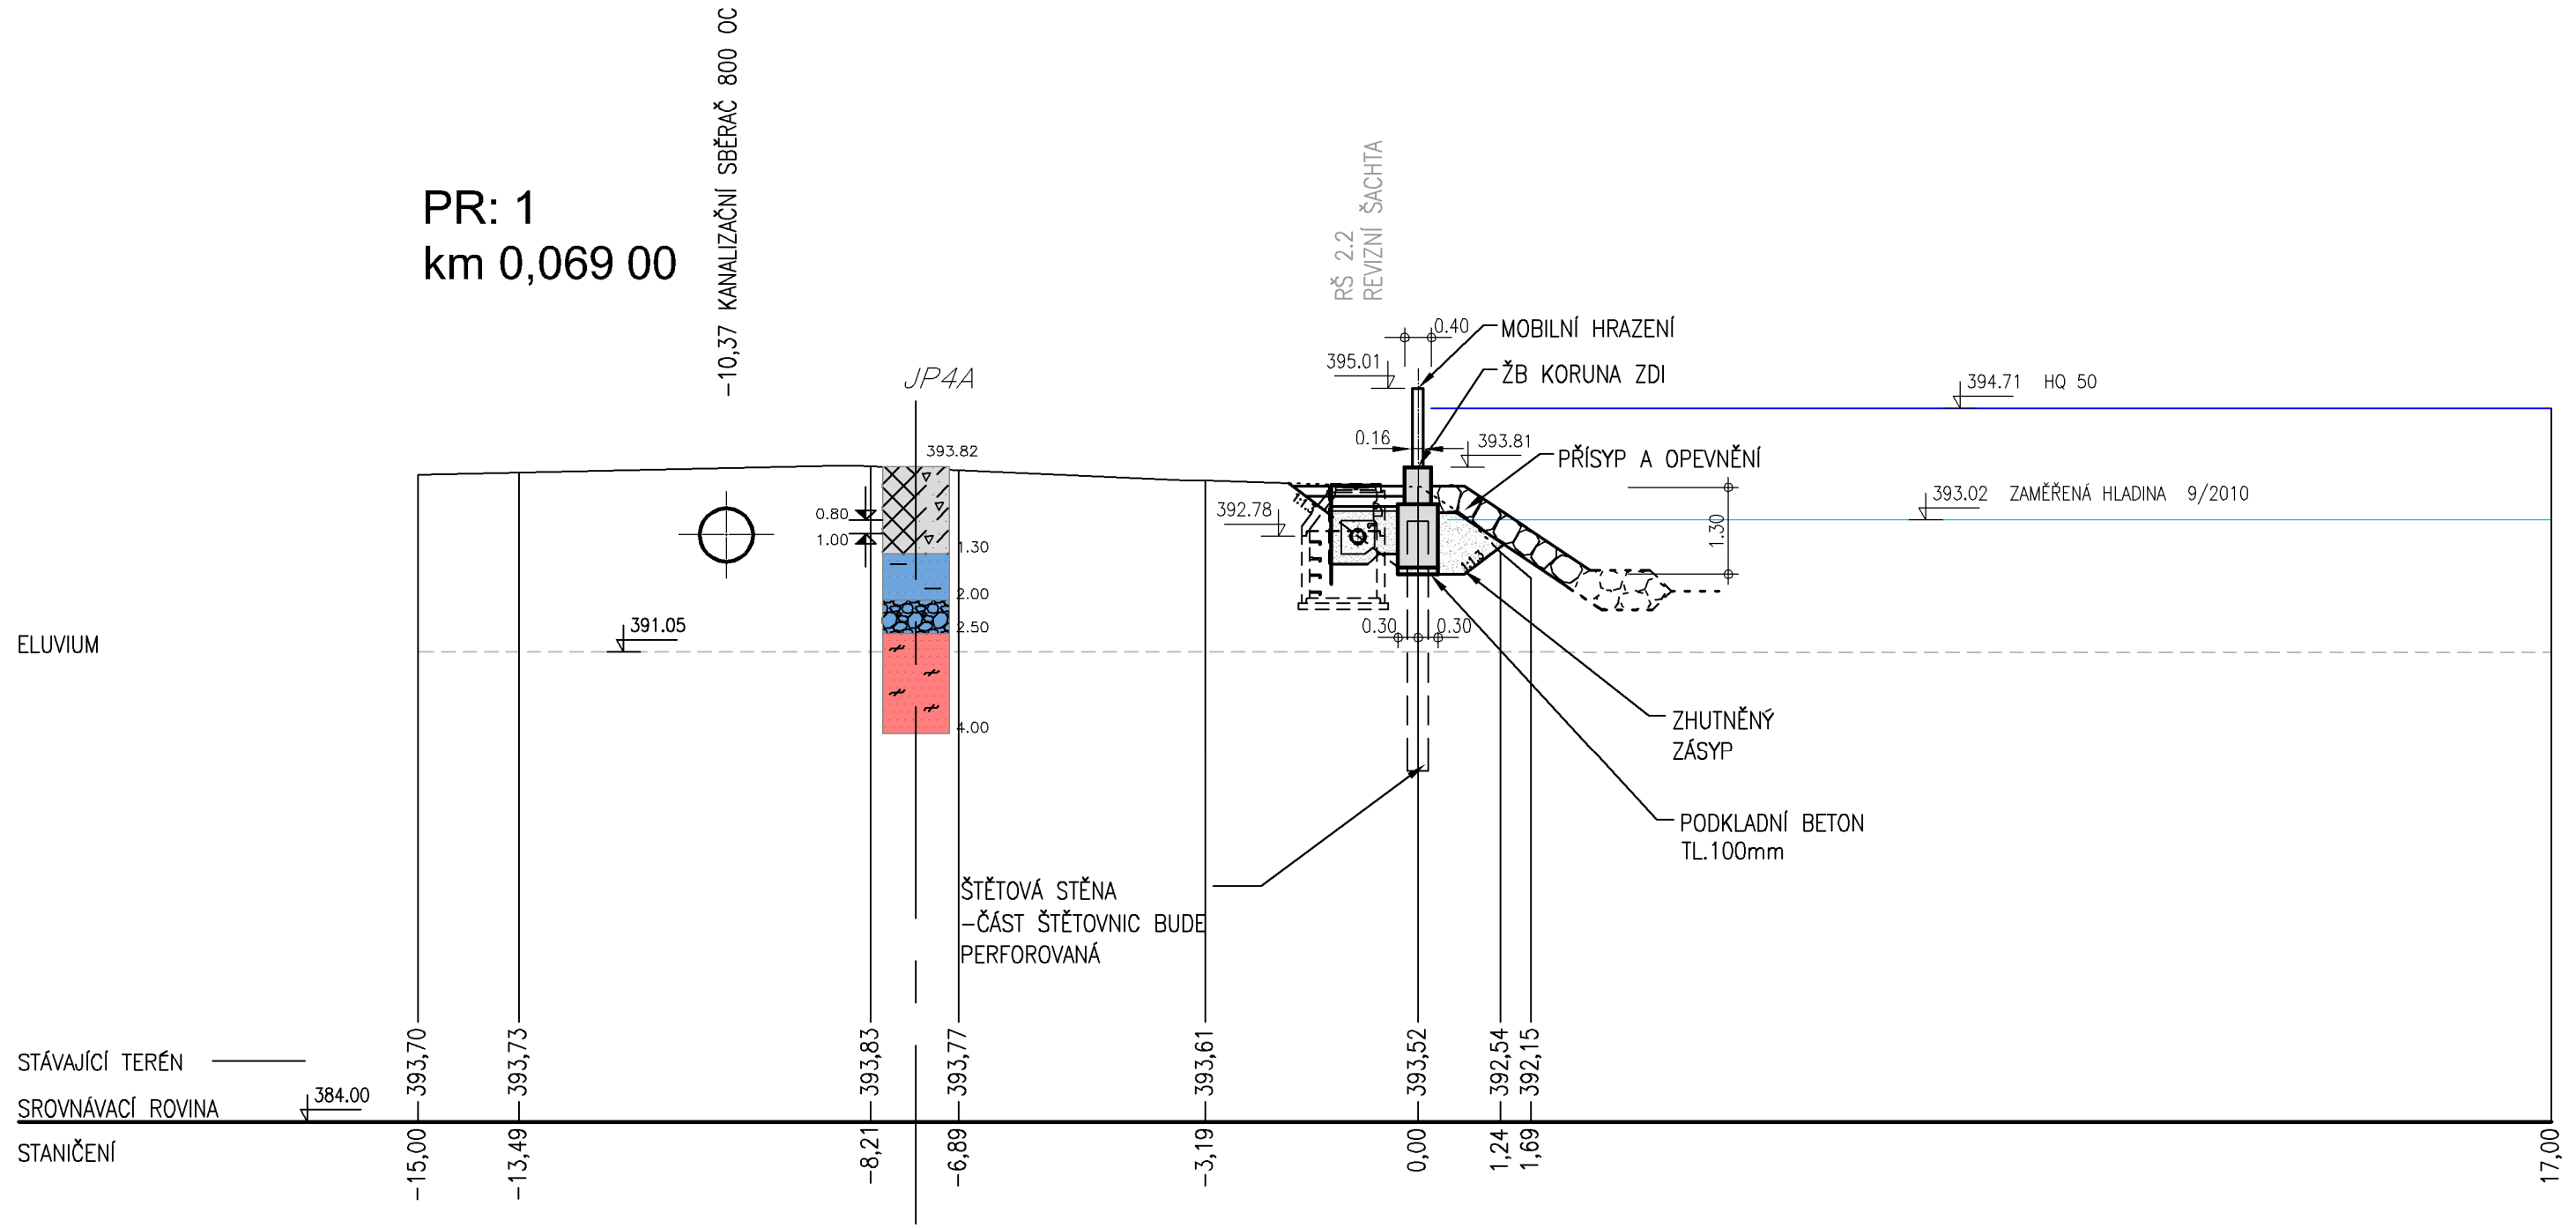 -10,37 KANALIZAČNÍ SBĚRAČ 800 OC
PR: 1
km 0,069 00
RŠ 2.2
REVIZNÍ ŠACHTA
0.40
MOBILNÍ HRAZENÍ
395.01
ŽB KORUNA ZDI
JP4A
394.71 HQ 50
0.16
393.81
393.82
PŘÍSYP A OPEVNĚNÍ
393.02 ZAMĚŘENÁ HLADINA 9/2010
1:1.3
392.78
0.80
1.00
1.30
1.30
1:1.3
2.00
2.50
0.30
0.30
391.05
ELUVIUM
4.00
ZHUTNĚNÝ
ZÁSYP
PODKLADNÍ BETON
TL.100mm
ŠTĚTOVÁ STĚNA
-ČÁST ŠTĚTOVNIC BUDE
PERFOROVANÁ
STÁVAJÍCÍ TERÉN
393,70
393,73
393,83
393,77
393,61
393,52
392,54
392,15
384.00
SROVNÁVACÍ ROVINA
STANIČENÍ
-15,00
-13,49
-8,21
-6,89
-3,19
0,00
1,24
1,69
17,00